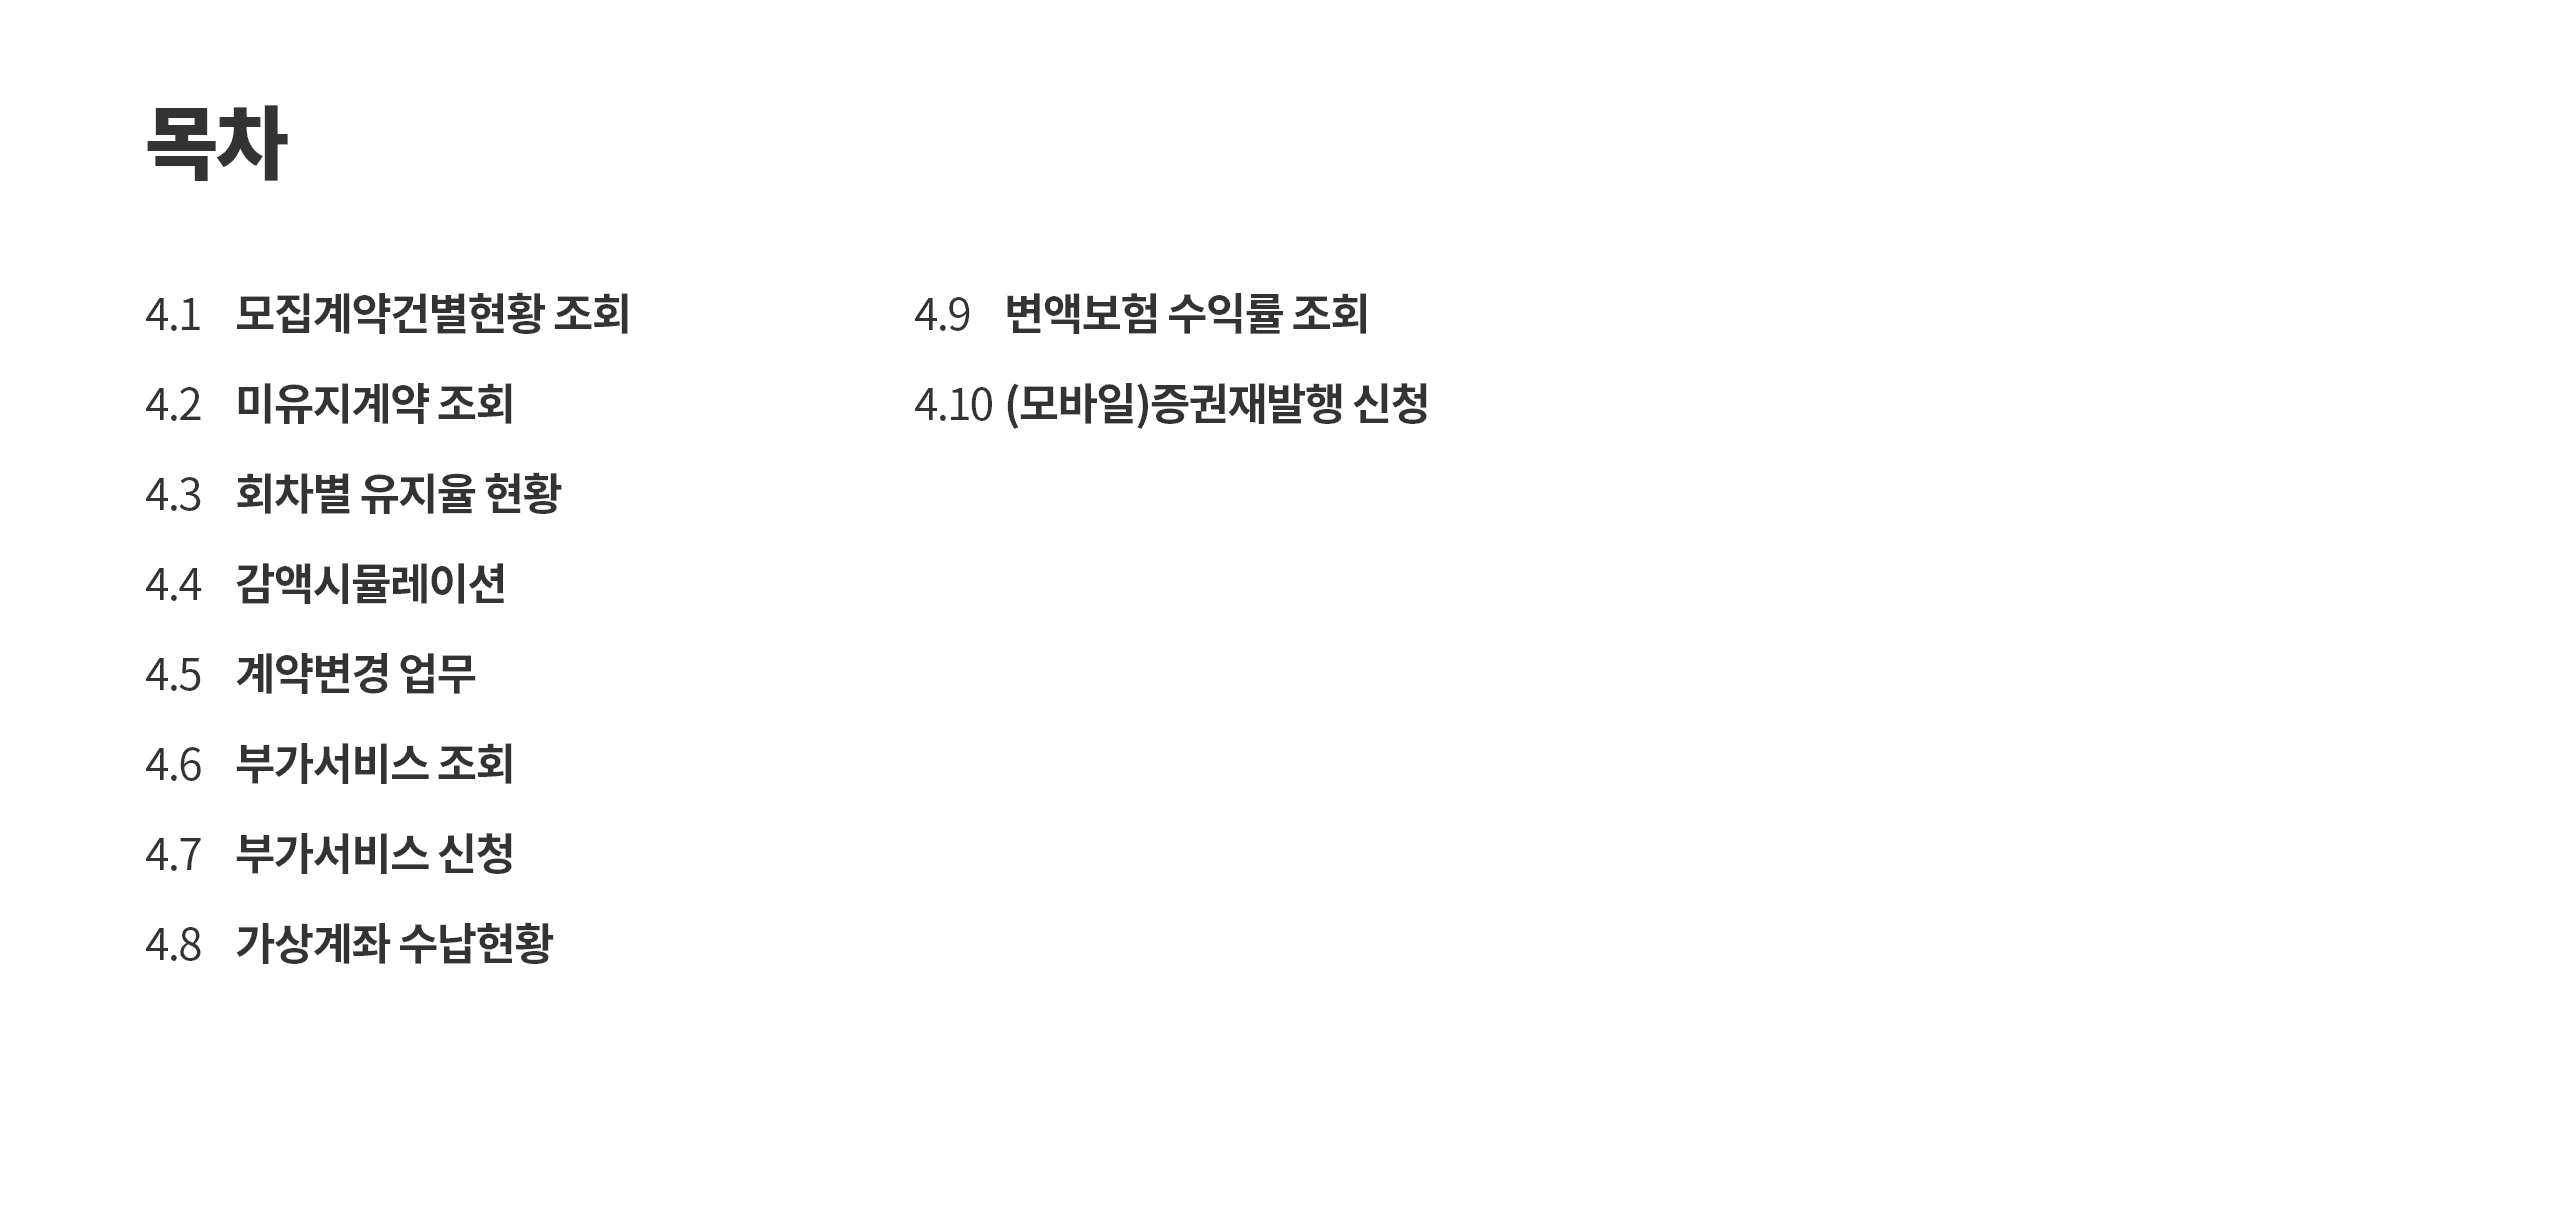 목차
4.1 모집계약건별현황 조회
4.2 미유지계약 조회
4.3 회차별 유지율 현황
4.4 감액시뮬레이션
4.5 계약변경 업무
4.6 부가서비스 조회
4.7 부가서비스 신청
4.8 가상계좌 수납현황
4.9 변액보험 수익률 조회
4.10 (모바일)증권재발행 신청